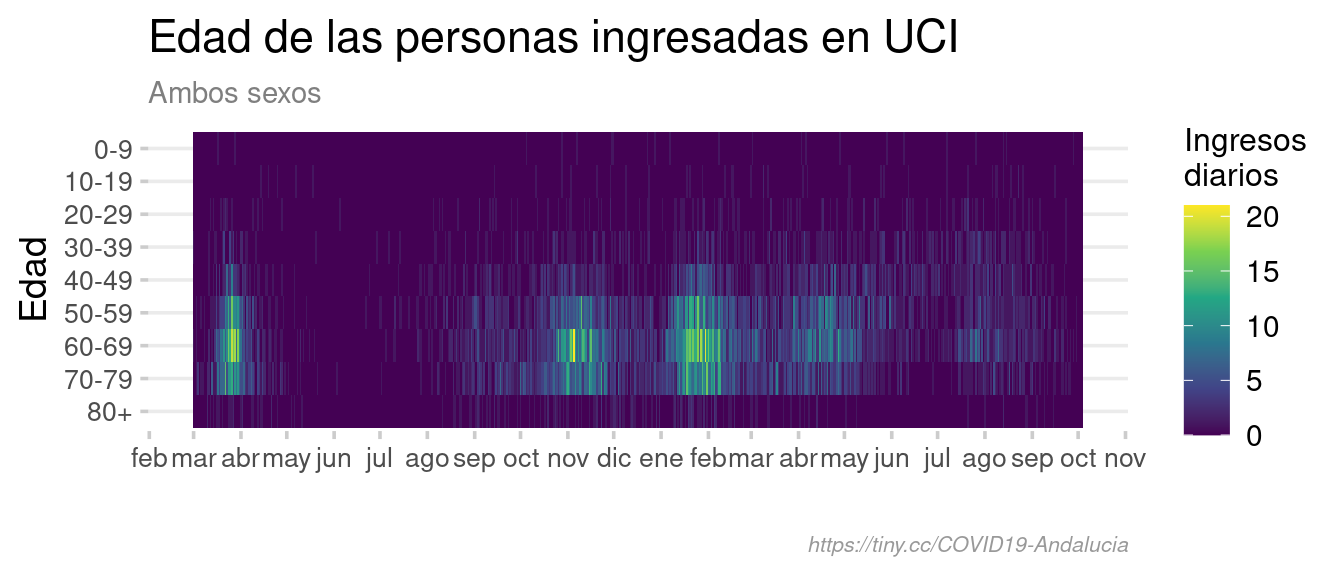 Edad de las personas ingresadas en UCI
Ambos sexos
Ingresos
diarios
20
15
10
5
0
Edad
0-9
10-19
20-29
30-39
40-49
50-59
60-69
70-79
80+
feb mar abr may jun jul ago sep oct nov dic ene feb mar abr may jun jul ago sep oct nov
https://tiny.cc/COVID19-Andalucia